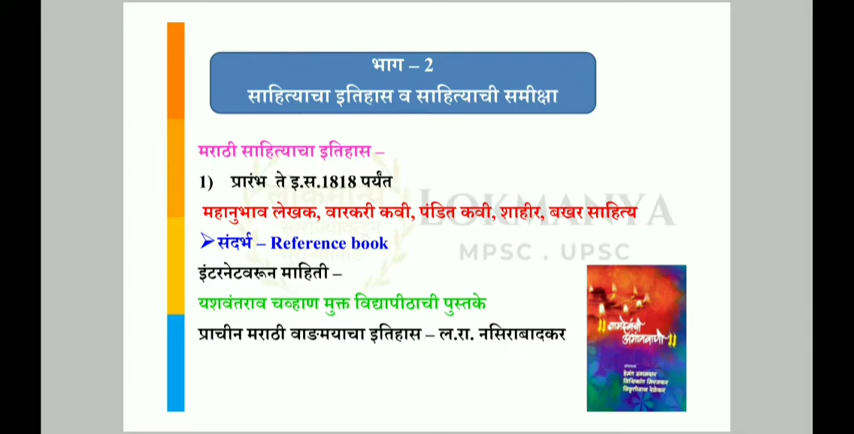 भाग – 2
साहित्याचा इतिहास व साहित्याची समीक्षा
मराठी साहित्याचा इतिहास –
1) प्रारंभ ते इ.स.1818 पर्यंत
महानुभाव लेखक, वारकरी कवी, पंडित कवी, शाहीर, बखर साहित्य
LOKMANYA
➢संदर्भ – Reference book
MPSC . UPSC
इंटरनेटवरून माहिती –
यशवंतराव चव्हाण मुक्त विद्यापीठाची पुस्तके
प्राचीन मराठी वाङमयाचा इतिहास – ल.रा. नसिराबादकर